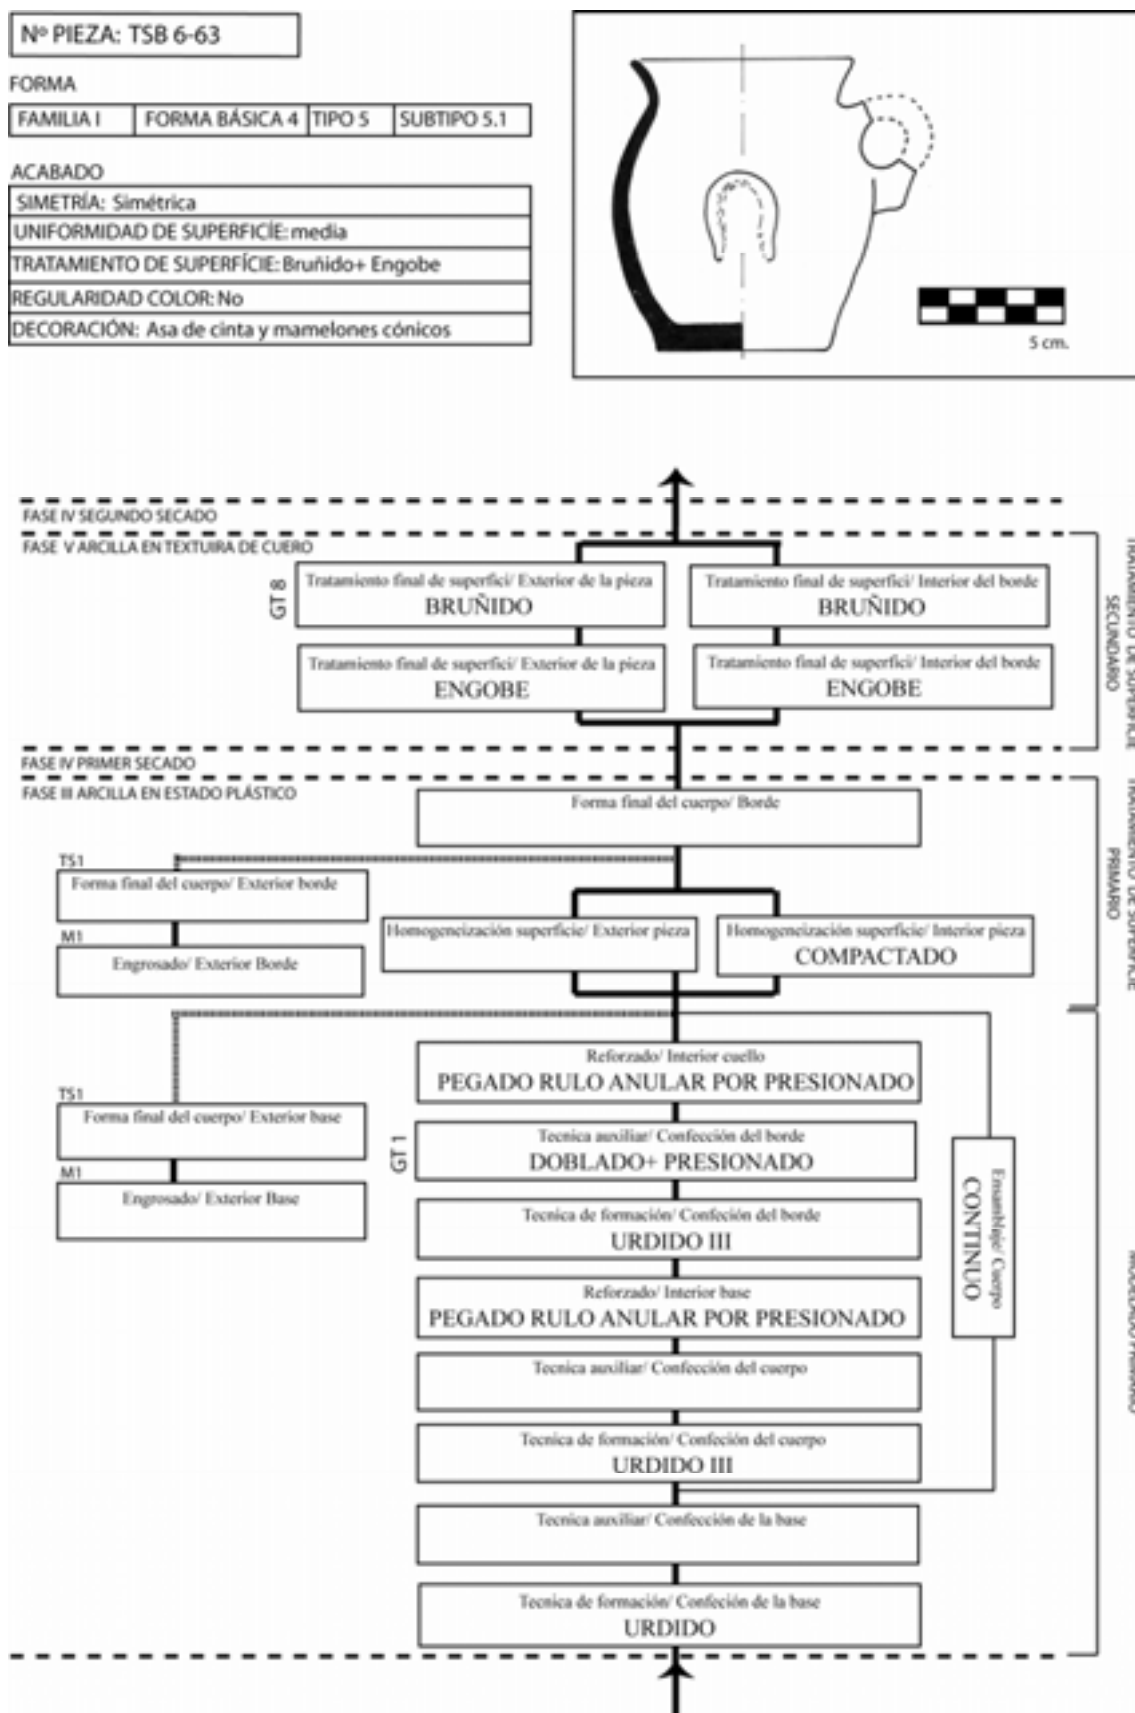 Nº PIEZA: TSB 6-63
FORMA
FAMILIA I FORMA BÁSICA 4 TIPO 5 SUBTIPO 5.1
ACABADO
SIMETRÍA: Simétrica
UNIFORMIDAD DE SUPERFICÍE: media
TRATAMIENTO DE SUPERFÍCIE: Bruñido+ Engobe
REGULARIDAD COLOR: No
DECORACIÓN: Asa de cinta y mamelones cónicos
5 cm.
FASE IV SEGUNDO SECADO
FASE V ARCILLA EN TEXTUIRA DE CUERO
GT 8
Tratamiento final de superfici/ Exterior de la pieza
BRUÑIDO
Tratamiento final de superfici/ Interior del borde
BRUÑIDO
Tratamiento final de superfici/ Exterior de la pieza
ENGOBE
Tratamiento final de superfici/ Interior del borde
ENGOBE
TRATAMIENTO DE SUPERFICIE
SECUNDARIO
FASE IV PRIMER SECADO
FASE III ARCILLA EN ESTADO PLÁSTICO
Forma final del cuerpo/ Borde
TS1
Forma final del cuerpo/ Exterior borde
M1
Engrosado/ Exterior Borde
Homogeneización superficie/ Exterior pieza
Homogeneización superficie/ Interior pieza
COMPACTADO
TRATAMIENTO DE SUPERFICIE
PRIMARIO
Reforzado/ Interior cuello
PEGADO RULO ANULAR POR PRESIONADO
TS1
Forma final del cuerpo/ Exterior base
M1
Engrosado/ Exterior Base
GT 1
Tecnica auxiliar/ Confección del borde
DOBLADO+ PRESIONADO
Tecnica de formación/ Confeción del borde
URDIDO III
Reforzado/ Interior base
PEGADO RULO ANULAR POR PRESIONADO
Tecnica auxiliar/ Confección del cuerpo
Tecnica de formación/ Confeción del cuerpo
URDIDO III
Ensamblaje/ Cuerpo
CONTINUO
Tecnica auxiliar/ Confección de la base
Tecnica de formación/ Confeción de la base
URDIDO
MODELADO PRIMARIO